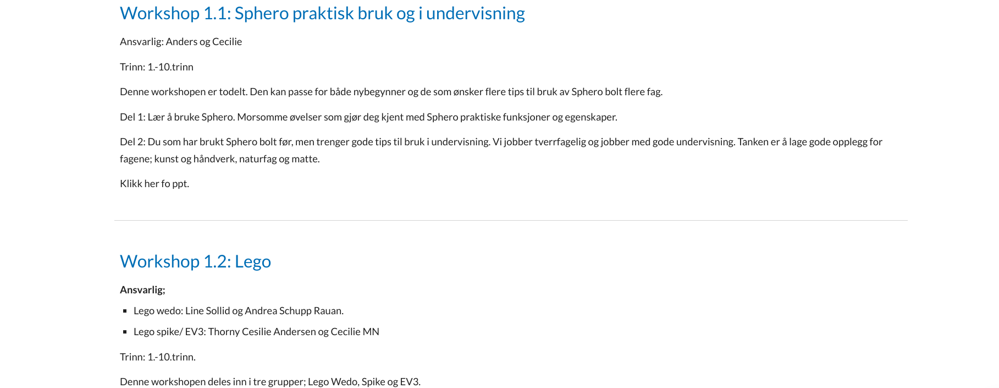 Workshop 1.1: Sphero praktisk bruk og i undervisning
Ansvarlig: Anders og Cecilie
Trinn: 1.-10.trinn
Denne workshopen er todelt. Den kan passe for både nybegynner og de som ønsker flere tips til bruk av Sphero bolt flere fag.
Del 1: Lær å bruke Sphero. Morsomme øvelser som gjør deg kjent med Sphero praktiske funksjoner og egenskaper.
Del 2: Du som har brukt Sphero bolt før, men trenger gode tips til bruk i undervisning. Vi jobber tverrfagelig og jobber med gode undervisning. Tanken er å lage gode opplegg for
fagene; kunst og håndverk, naturfag og matte.
Klikk her fo ppt.
Workshop 1.2: Lego
Ansvarlig;
▪ Lego wedo: Line Sollid og Andrea Schupp Rauan.
▪ Lego spike/ EV3: Thorny Cesilie Andersen og Cecilie MN
Trinn: 1.-10.trinn.
Denne workshopen deles inn i tre grupper; Lego Wedo, Spike og EV3.